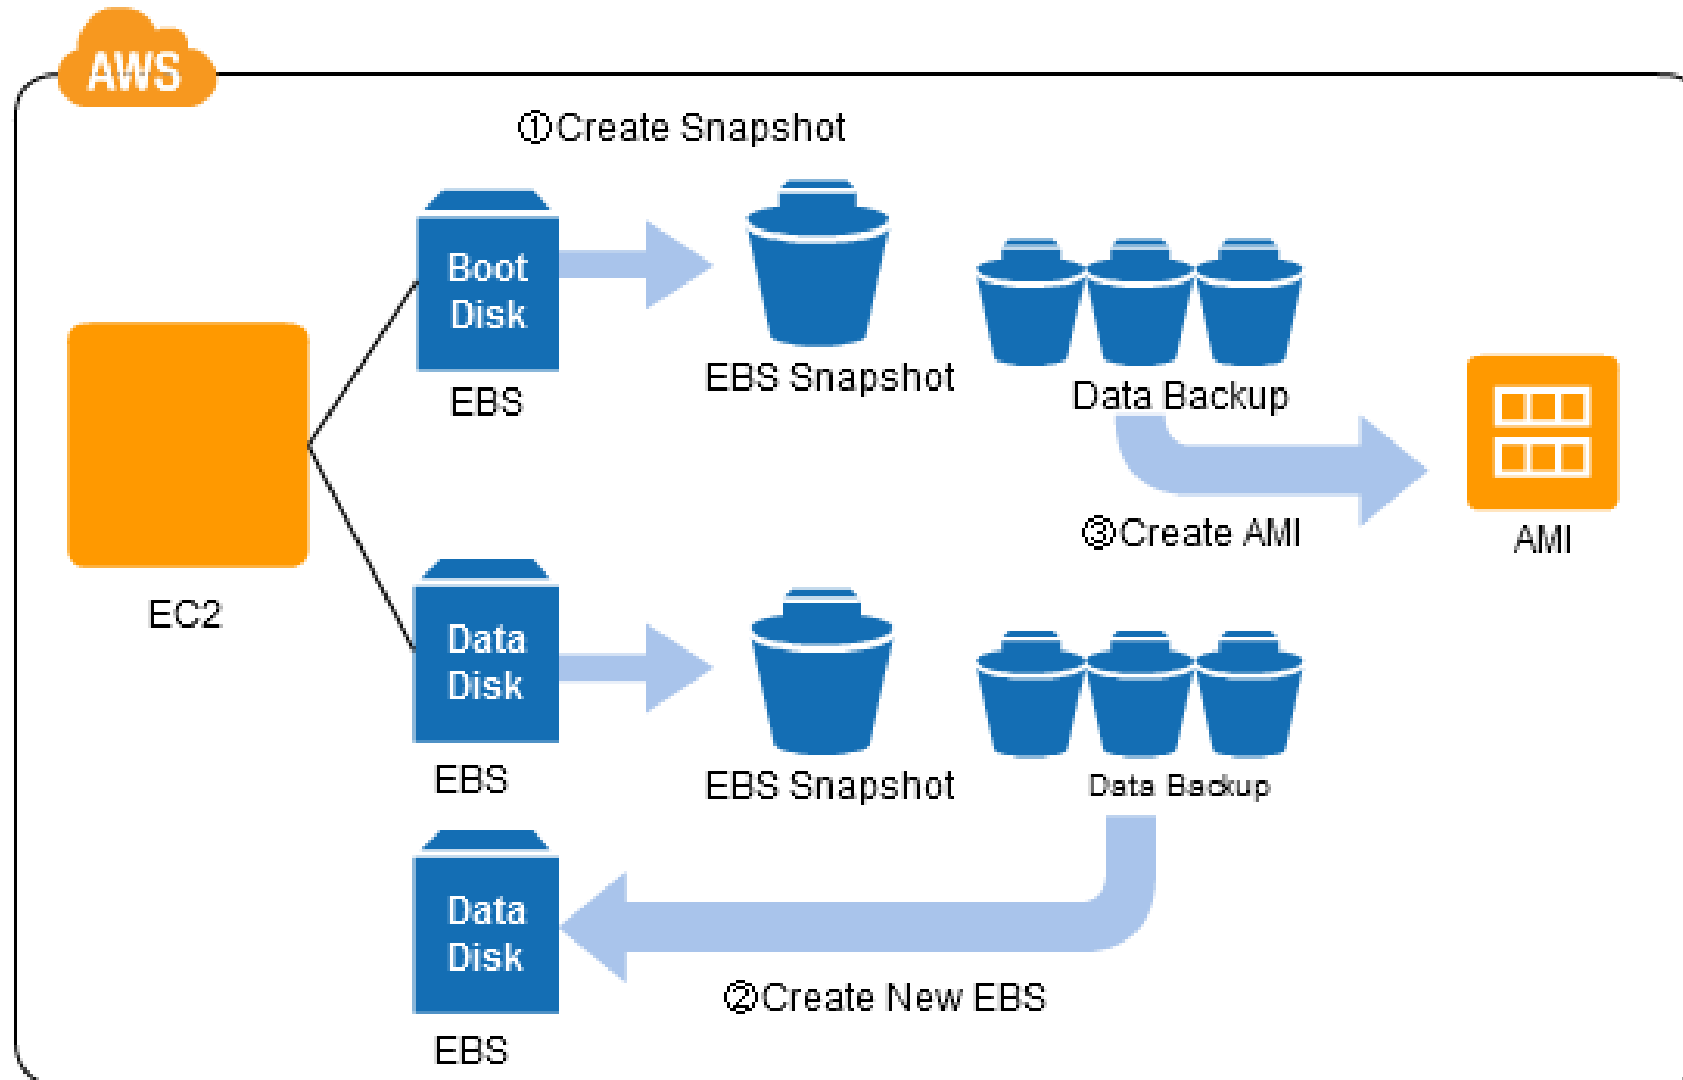 AWS
①Create Snapshot
Boot
Disk
EBS
EBS Snapshot
Data Backup
③Create AMI
AMI
EC2
Data
Disk
EBS
EBS Snapshot
Data Backup
Data
Disk
②Create New EBS
EBS